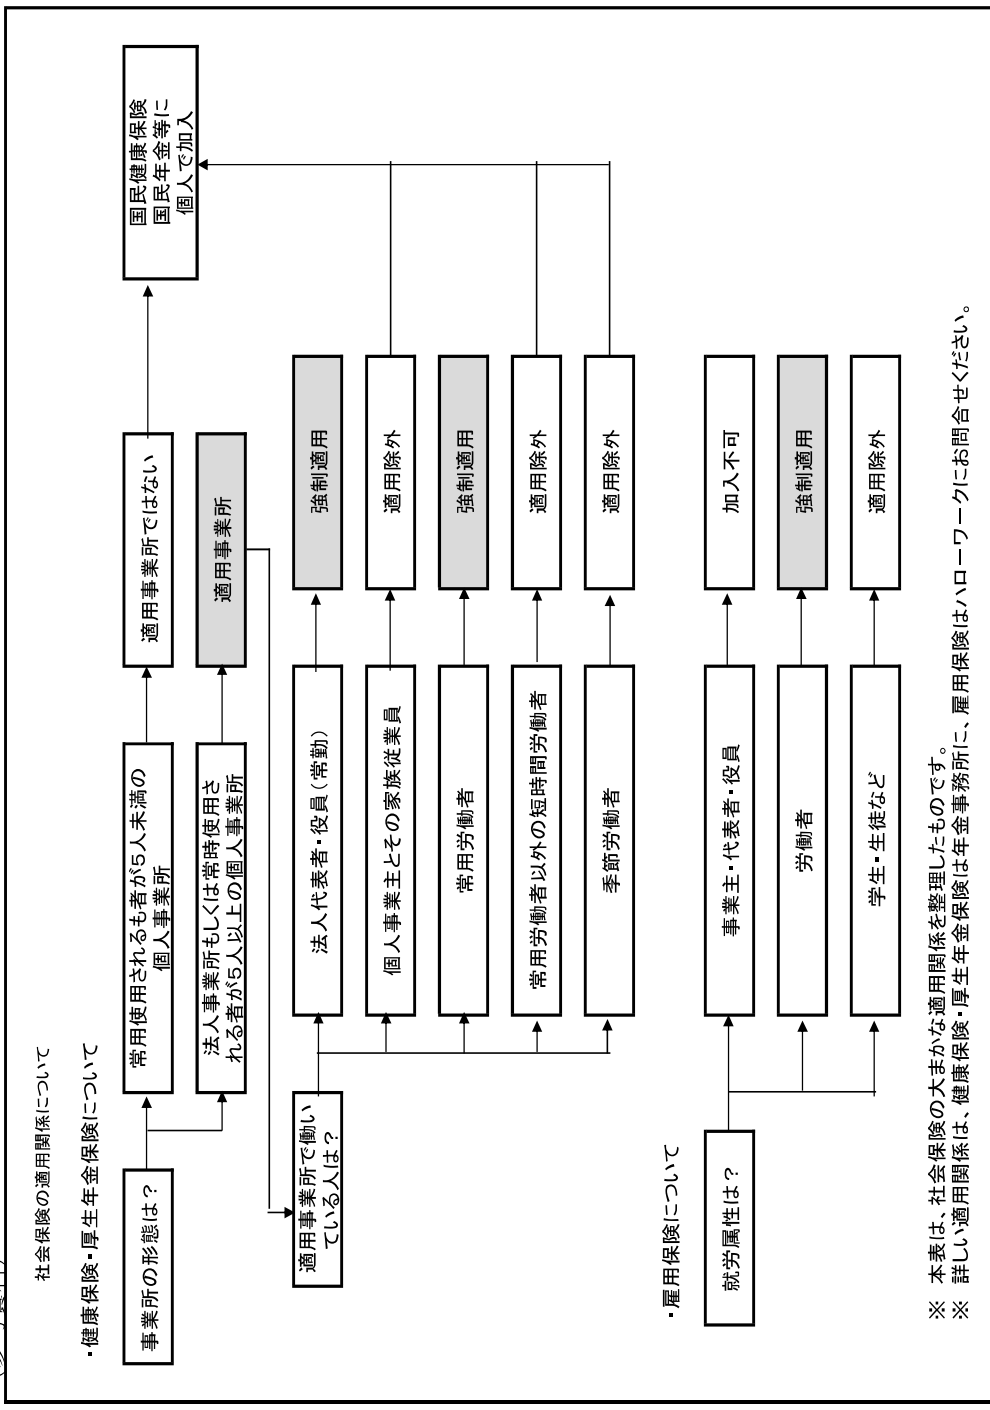 社会保険の適用関係について
・健康保険・厚生年金保険について
事業所の形態は？
常用使用されるも者が５人未満の
個人事業所
適用事業所ではない
国民健康保険
国民年金等に
個人で加入
法人事業所もしくは常時使用さ
れる者が５人以上の個人事業所
適用事業所
適用事業所で働い
ている人は？
法人代表者・役員（常勤）
強制適用
個人事業主とその家族従業員
適用除外
常用労働者
強制適用
常用労働者以外の短時間労働者
適用除外
季節労働者
適用除外
・雇用保険について
就労属性は？
事業主・代表者・役員
加入不可
労働者
強制適用
学生・生徒など
適用除外
※　本表は、社会保険の大まかな適用関係を整理したものです。
※　詳しい適用関係は、健康保険・厚生年金保険は年金事務所に、雇用保険はハローワークにお問合せください。